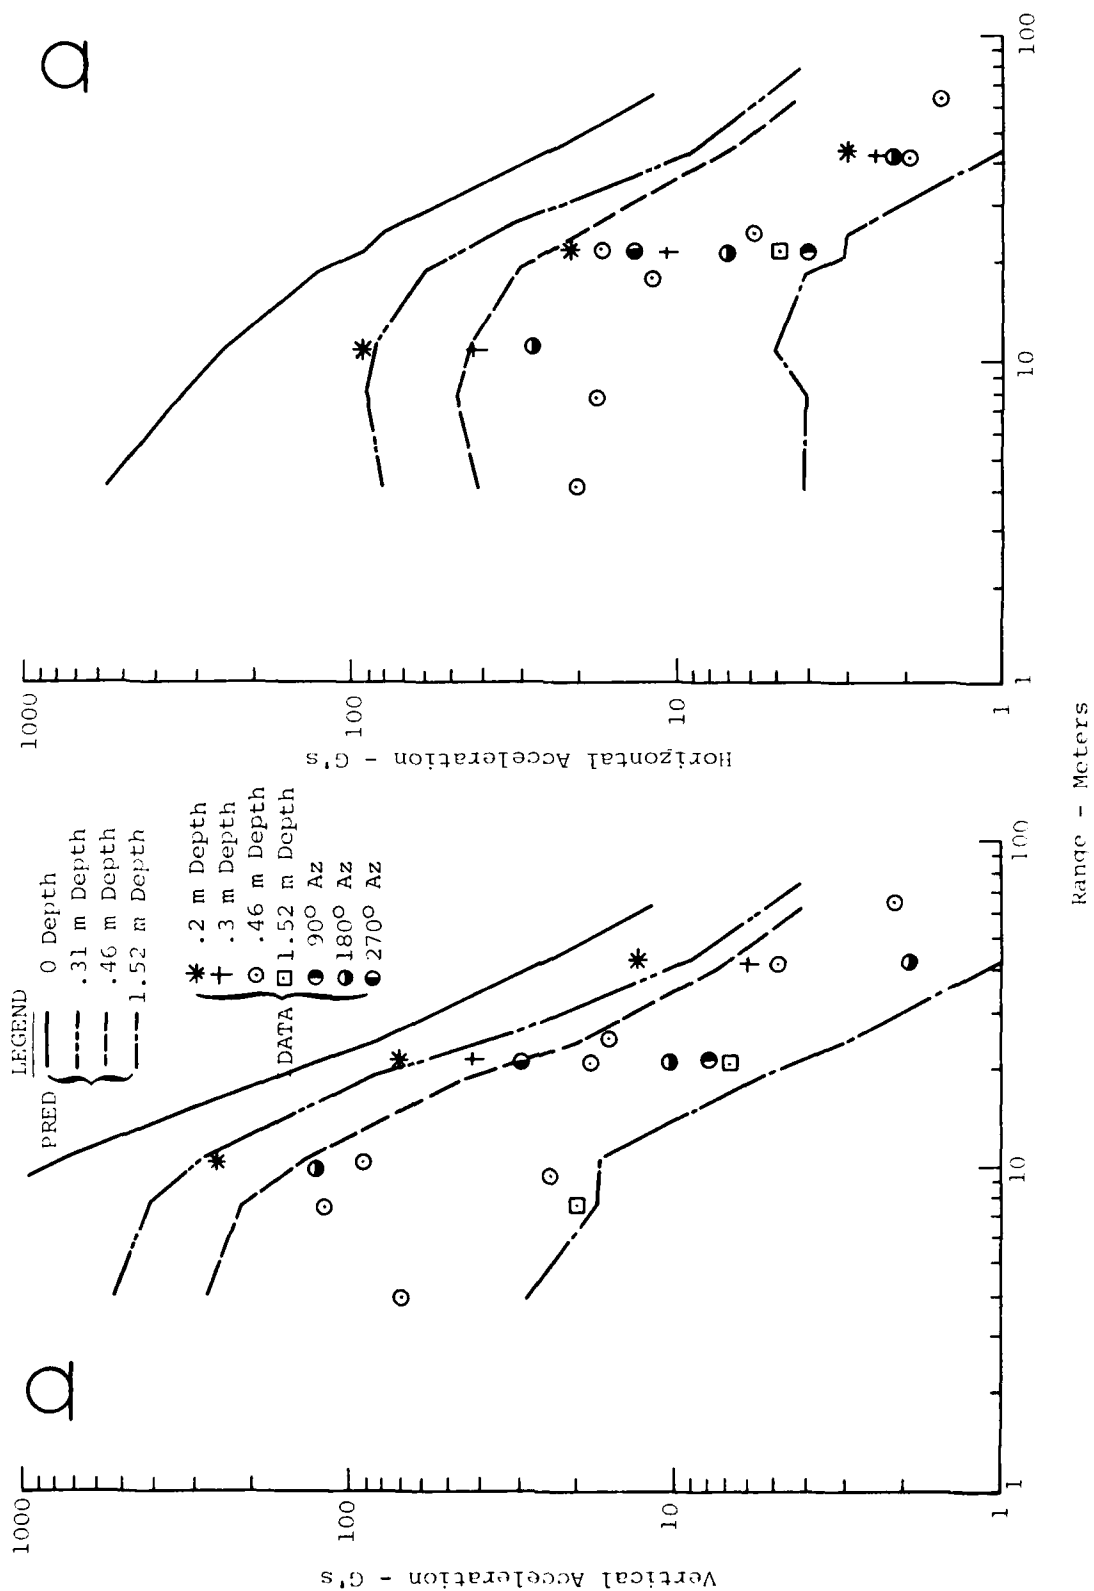 LEGEND
PRED
0 Depth
.31 m Depth
.46 m Depth
1.52 m Depth
DATA
.2 m Depth
.3 m Depth
.46 m Depth
1.52 m Depth
90° Az
180° Az
270° Az
Vertical Acceleration - G's
1000
100
10
1
1
10
100
Horizontal Acceleration - G's
1000
100
10
1
1
10
100
Range - Meters